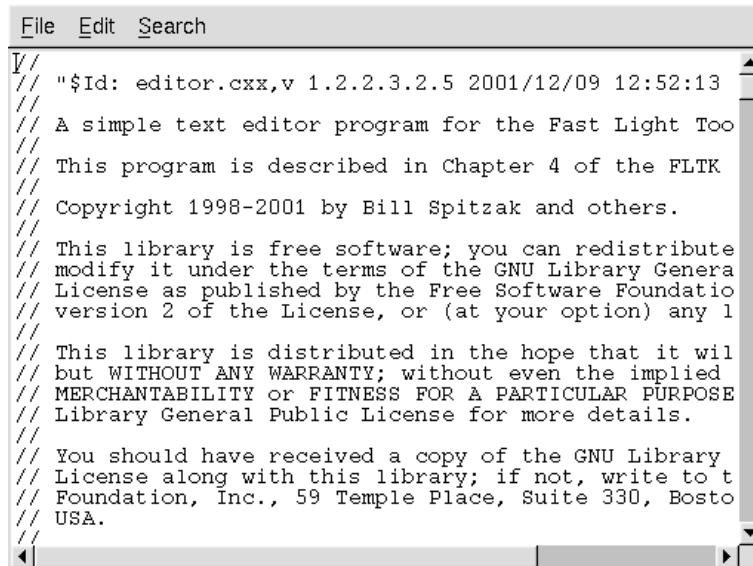 File Edit Search
//
// "$Id: editor.cxx,v 1.2.2.3.2.5 2001/12/09 12:52:13
//
// A simple text editor program for the Fast Light Too
//
// This program is described in Chapter 4 of the FLTK
//
// Copyright 1998-2001 by Bill Spitzak and others.
//
// This library is free software; you can redistribute
// modify it under the terms of the GNU Library Genera
// License as published by the Free Software Foundatio
// version 2 of the License, or (at your option) any l
//
// This library is distributed in the hope that it wil
// but WITHOUT ANY WARRANTY; without even the implied
// MERCHANTABILITY or FITNESS FOR A PARTICULAR PURPOSE
// Library General Public License for more details.
//
// You should have received a copy of the GNU Library
// License along with this library; if not, write to t
// Foundation, Inc., 59 Temple Place, Suite 330, Bosto
// USA.
//